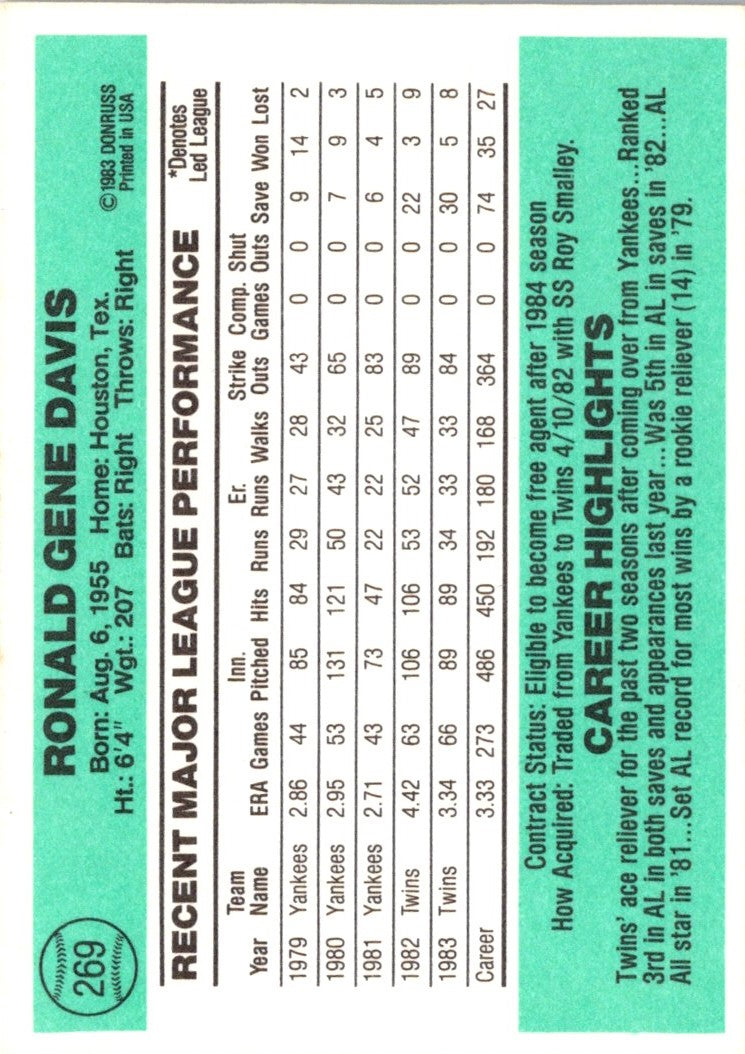 269
RONALD GENE DAVIS
Born: Aug. 6, 1955 Home: Houston, Tex.
Ht.: 6'4" Wgt.: 207 Bats: Right Throws: Right
©1983 DONRUSS
Printed in USA
RECENT MAJOR LEAGUE PERFORMANCE
*Denotes
Led League
Year Team Name ERA Games Inn. Pitched Hits Runs Er. Runs Walks Strike Outs Comp. Games Shut Outs Save Won Lost
1979 Yankees 2.86 44 85 84 29 27 28 43 0 0 9 14 2
1980 Yankees 2.95 53 131 121 50 43 32 65 0 0 7 9 3
1981 Yankees 2.71 43 73 47 22 22 25 83 0 0 6 4 5
1982 Twins 4.42 63 106 106 53 52 47 89 0 0 22 3 9
1983 Twins 3.34 66 89 89 34 33 33 84 0 0 30 5 8
Career 3.33 273 486 450 192 180 168 364 0 0 74 35 27
Contract Status: Eligible to become free agent after 1984 season
How Acquired: Traded from Yankees to Twins 4/10/82 with SS Roy Smalley.
CAREER HIGHLIGHTS
Twins' ace reliever for the past two seasons after coming over from Yankees...Ranked
3rd in AL in both saves and appearances last year...Was 5th in AL in saves in '82...AL
All star in '81...Set AL record for most wins by a rookie reliever (14) in '79.